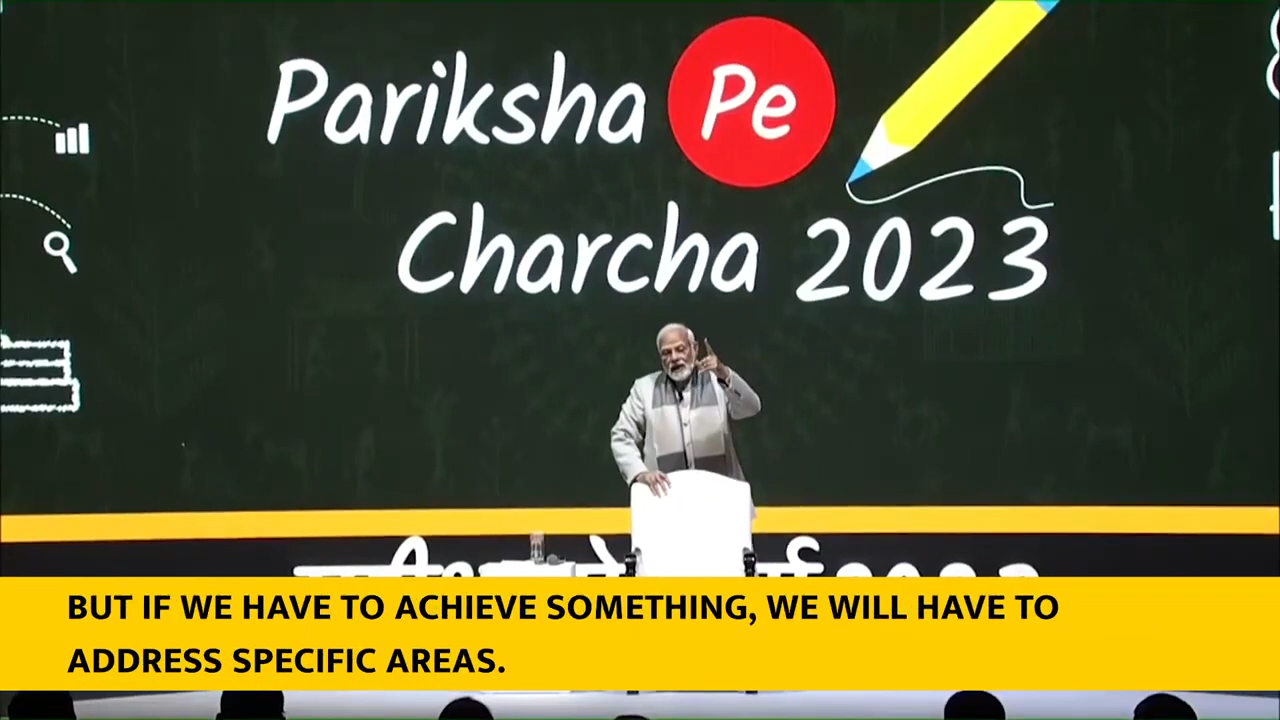 Pariksha Pe
Charcha 2023
BUT IF WE HAVE TO ACHIEVE SOMETHING, WE WILL HAVE TO
ADDRESS SPECIFIC AREAS.